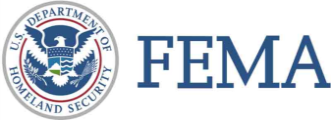 U.S. DEPARTMENT OF
HOMELAND SECURITY
FEMA